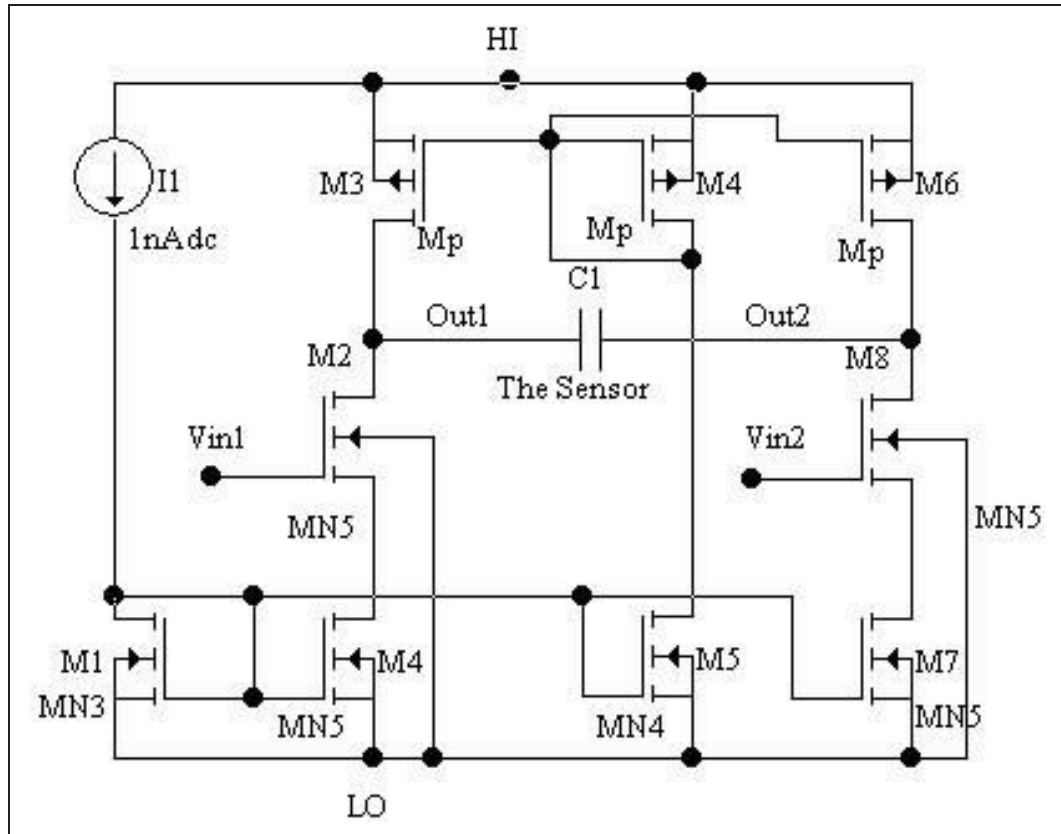 HI
I1
1nAdc
M3
Mp
M4
Mp
M6
Mp
C1
Out1
Out2
The Sensor
M2
M8
Vin1
Vin2
MN5
MN5
M1
MN3
M4
MN5
M5
MN4
M7
MN5
LO